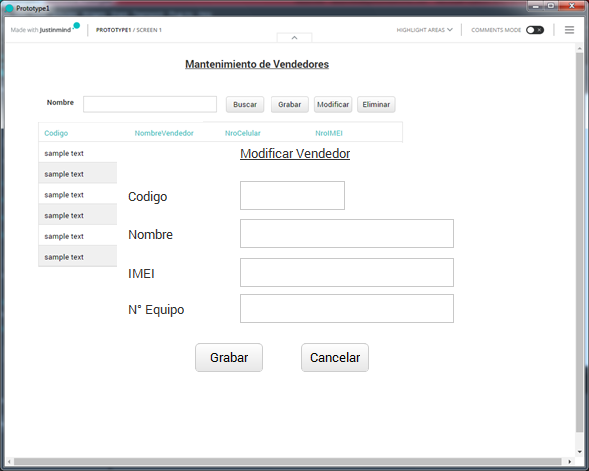 Prototype1
Made with Justinmind PROTOTYPE1 / SCREEN 1 HIGHLIGHT AREAS COMMENTS MODE
Mantenimiento de Vendedores
Nombre Buscar Grabar Modificar Eliminar
Codigo NombreVendedor NroCelular NroIMEI
sample text
Modificar Vendedor
sample text
sample text
Codigo
sample text
Nombre
sample text
sample text
IMEI
N° Equipo
Grabar Cancelar